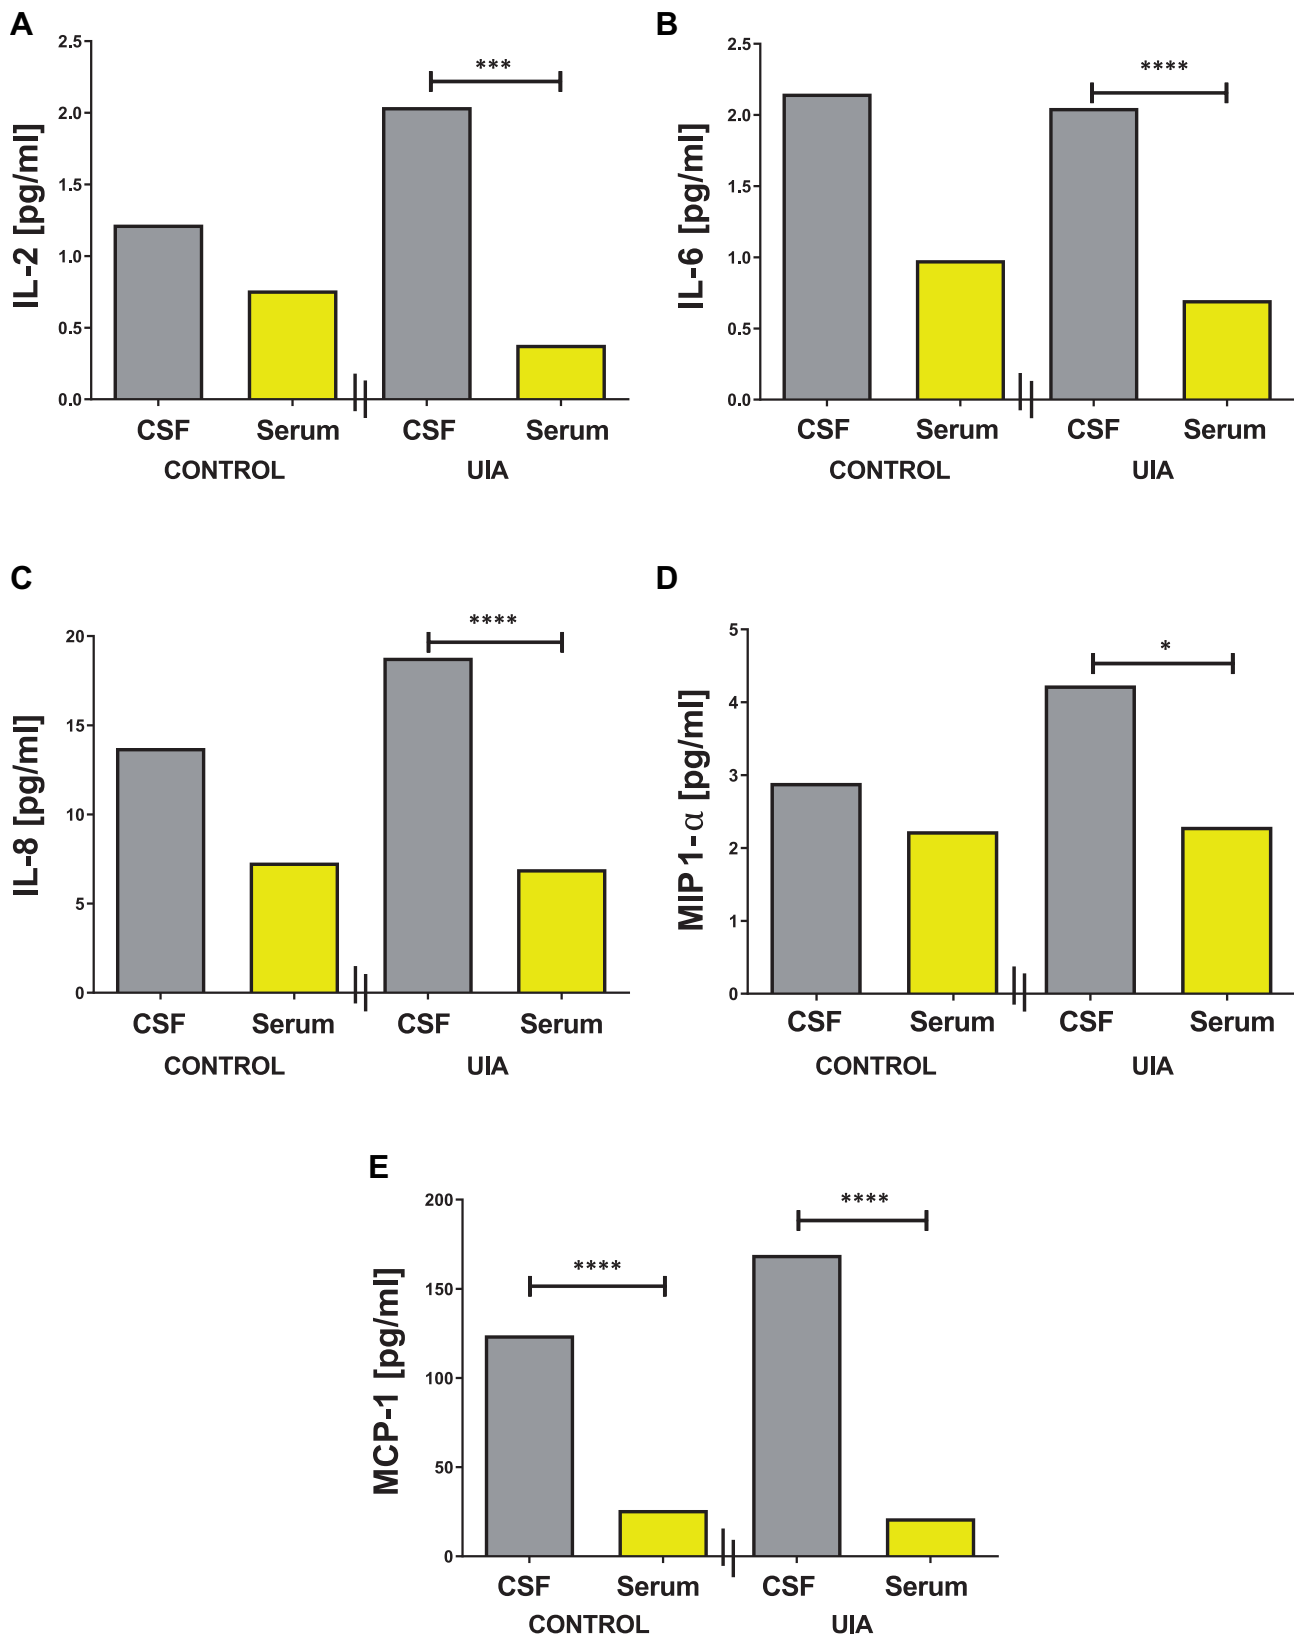 A
IL-2 [pg/ml]
2.5
2.0
1.5
1.0
0.5
0.0
***
CSF Serum CSF Serum
CONTROL UIA
B
IL-6 [pg/ml]
2.5
2.0
1.5
1.0
0.5
0.0
****
CSF Serum CSF Serum
CONTROL UIA
C
IL-8 [pg/ml]
20
15
10
5
0
****
CSF Serum CSF Serum
CONTROL UIA
D
MIP1-α [pg/ml]
5
4
3
2
1
0
*
CSF Serum CSF Serum
CONTROL UIA
E
MCP-1 [pg/ml]
200
150
100
50
0
****
****
CSF Serum CSF Serum
CONTROL UIA